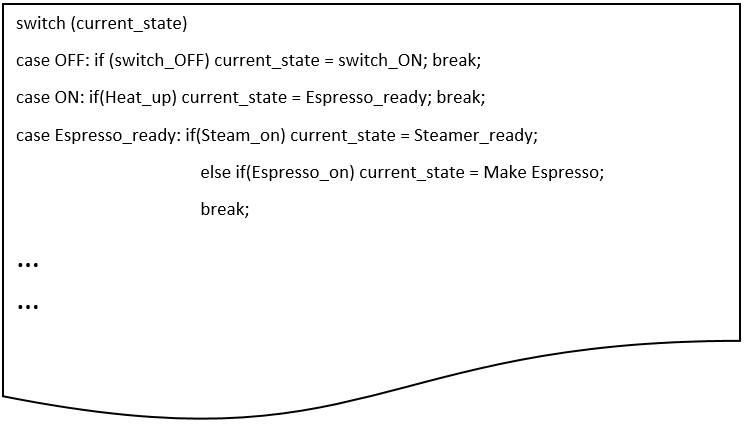 switch (current_state)
case OFF: if (switch_OFF) current_state = switch_ON; break;
case ON: if(Heat_up) current_state = Espresso_ready; break;
case Espresso_ready: if(Steam_on) current_state = Steamer_ready;
else if(Espresso_on) current_state = Make Espresso;
break;
...
...